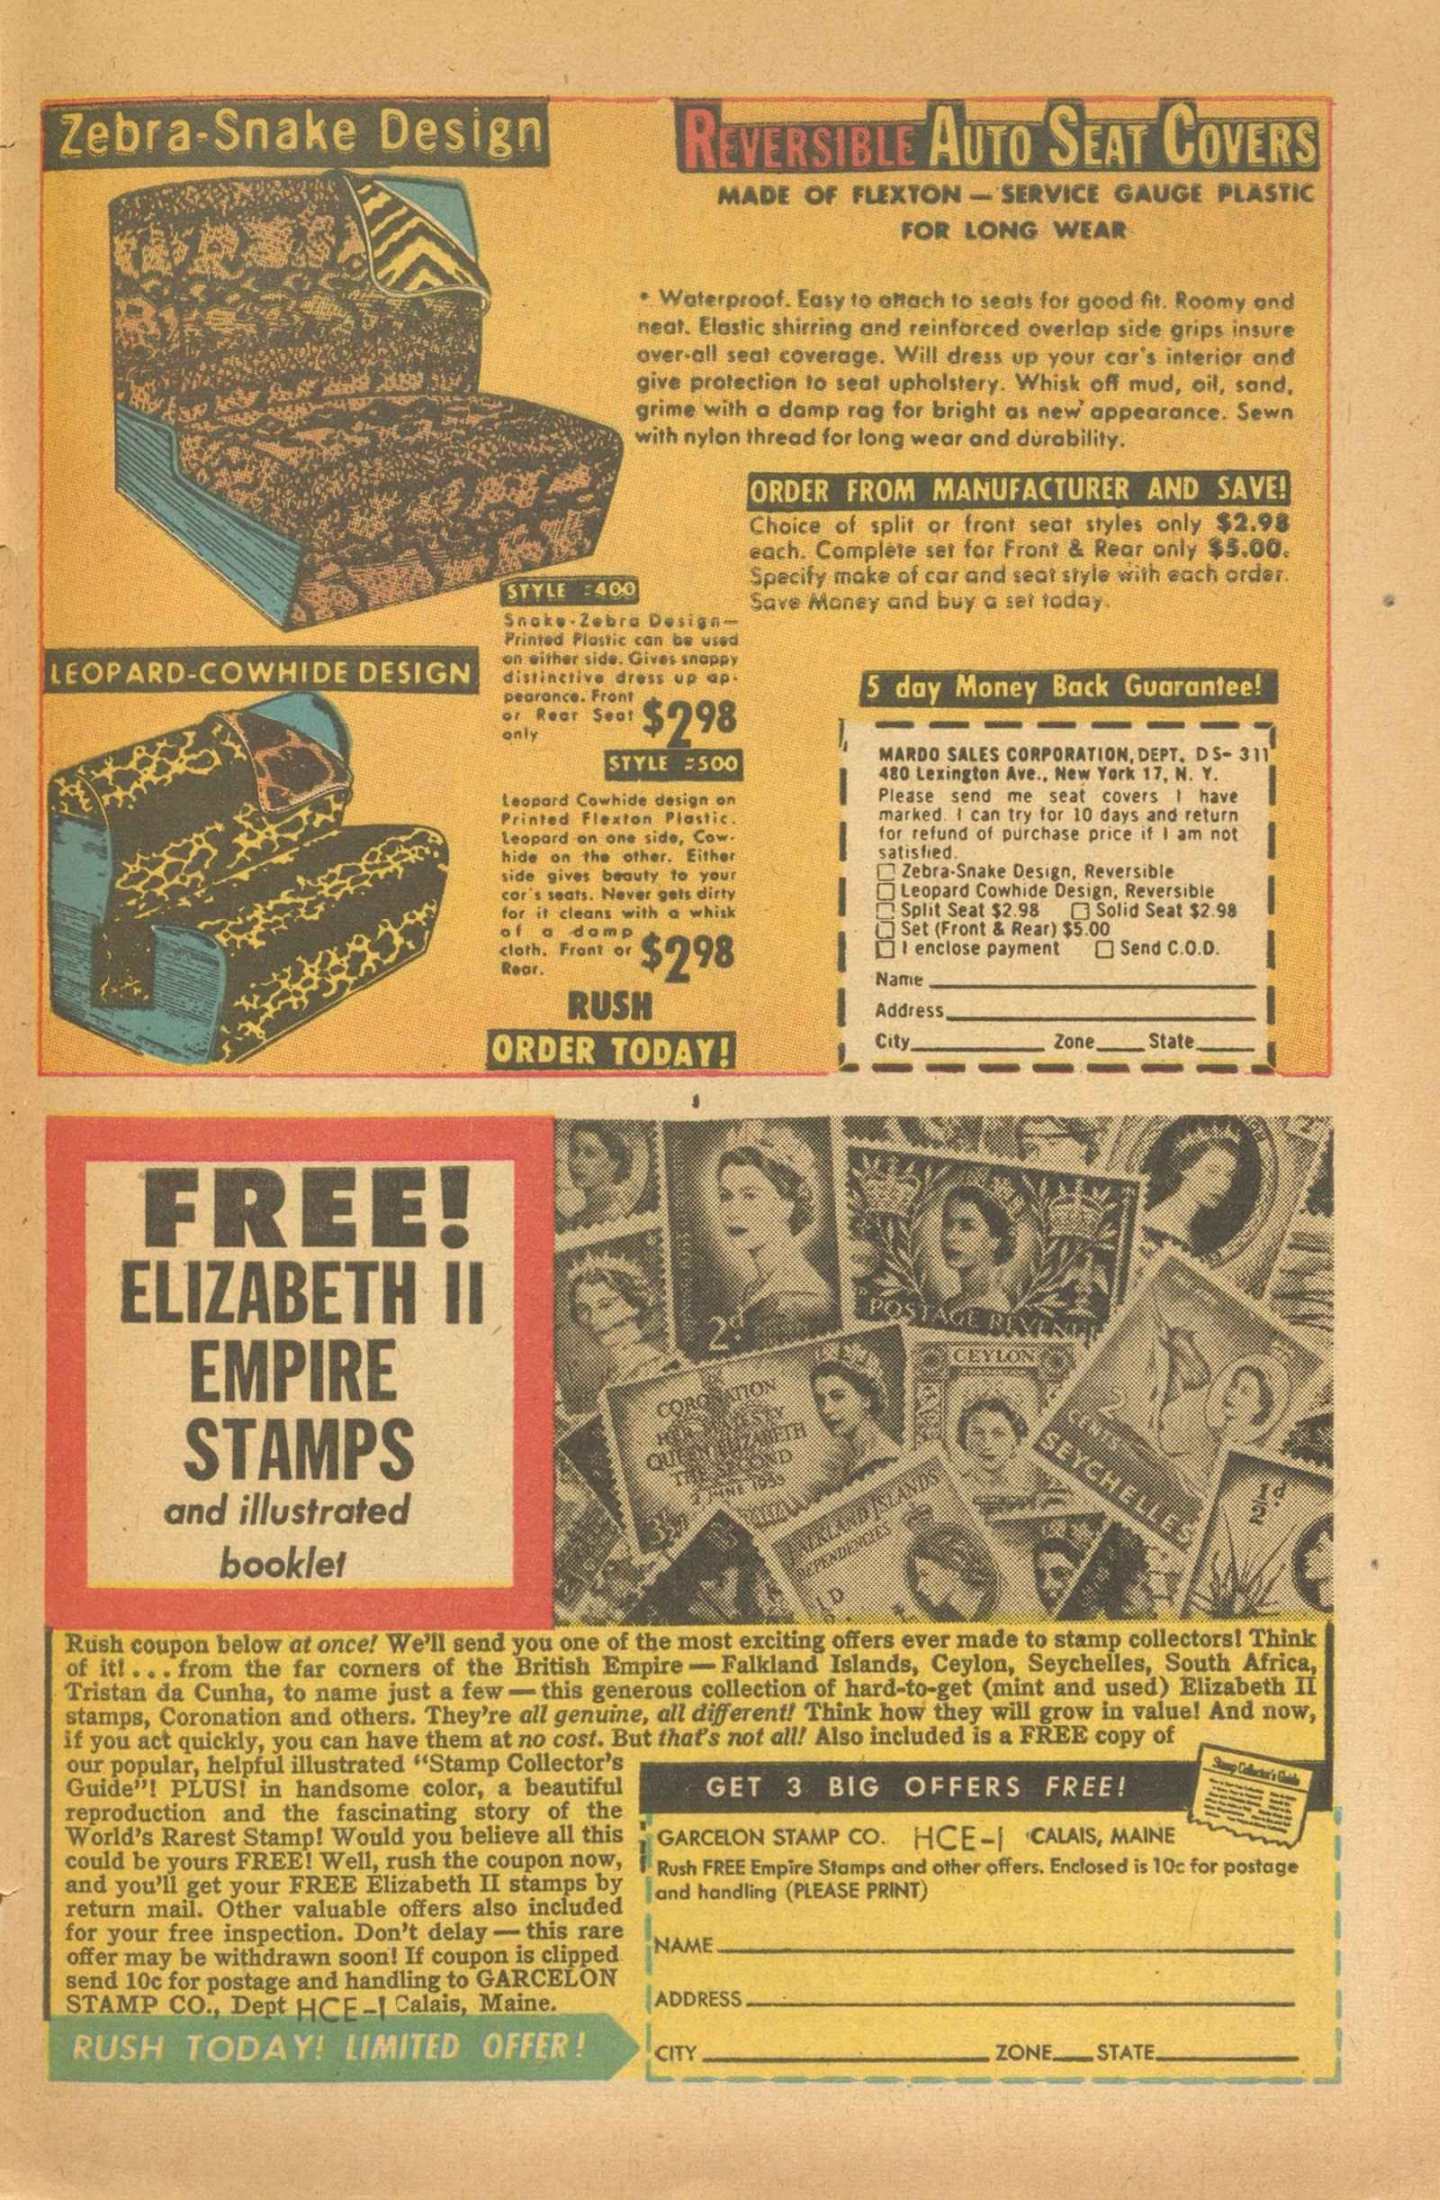 Zebra-Snake Design
REVERSIBLE AUTO SEAT COVERS
MADE OF FLEXTON — SERVICE GAUGE PLASTIC
FOR LONG WEAR
• Waterproof. Easy to attach to seats for good fit. Roomy and
neat. Elastic shirring and reinforced overlap side grips insure
over-all seat coverage. Will dress up your car's interior and
give protection to seat upholstery. Whisk off mud, oil, sand,
grime with a damp rag for bright as new appearance. Sewn
with nylon thread for long wear and durability.
ORDER FROM MANUFACTURER AND SAVE!
Choice of split or front seat styles only $2.98
each. Complete set for Front & Rear only $5.00.
Specify make of car and seat style with each order.
Save Money and buy a set today.
STYLE =400
Snake-Zebra Design—
Printed Plastic can be used
on either side. Gives snappy
distinctive dress up ap-
pearance. Front
or Rear Seat
only $298
LEOPARD-COWHIDE DESIGN
STYLE =500
Leopard Cowhide design on
Printed Flexton Plastic.
Leopard on one side, Cow-
hide on the other. Either
side gives beauty to your
car's seats. Never gets dirty
for it cleans with a whisk
of a damp
cloth. Front or
Rear. $298
RUSH
ORDER TODAY!
5 day Money Back Guarantee!
MARDO SALES CORPORATION, DEPT. DS-311
480 Lexington Ave., New York 17, N. Y.
Please send me seat covers I have
marked. I can try for 10 days and return
for refund of purchase price if I am not
satisfied.
Zebra-Snake Design, Reversible
Leopard Cowhide Design, Reversible
Split Seat $2.98 Solid Seat $2.98
Set (Front & Rear) $5.00
I enclose payment Send C.O.D.
Name
Address
City Zone State
FREE!
ELIZABETH II
EMPIRE
STAMPS
and illustrated
booklet
2d
POSTAGE REVENUE
CEYLON
CORONATION
HER MAJESTY
QUEEN ELIZABETH
THE SECOND
2 JUNE 1953
3½d
2 CENTS
SEYCHELLES
FALKLAND ISLANDS
DEPENDENCIES
½d
Rush coupon below at once! We'll send you one of the most exciting offers ever made to stamp collectors! Think
of it! . . . from the far corners of the British Empire — Falkland Islands, Ceylon, Seychelles, South Africa,
Tristan da Cunha, to name just a few — this generous collection of hard-to-get (mint and used) Elizabeth II
stamps, Coronation and others. They're all genuine, all different! Think how they will grow in value! And now,
if you act quickly, you can have them at no cost. But that's not all! Also included is a FREE copy of
our popular, helpful illustrated "Stamp Collector's
Guide"! PLUS! in handsome color, a beautiful
reproduction and the fascinating story of the
World's Rarest Stamp! Would you believe all this
could be yours FREE! Well, rush the coupon now,
and you'll get your FREE Elizabeth II stamps by
return mail. Other valuable offers also included
for your free inspection. Don't delay — this rare
offer may be withdrawn soon! If coupon is clipped
send 10c for postage and handling to GARCELON
STAMP CO., Dept HCE-1 Calais, Maine.
RUSH TODAY! LIMITED OFFER!
GET 3 BIG OFFERS FREE!
Stamp Collector's Guide
GARCELON STAMP CO. HCE-1 CALAIS, MAINE
Rush FREE Empire Stamps and other offers. Enclosed is 10c for postage
and handling (PLEASE PRINT)
NAME
ADDRESS
CITY ZONE STATE